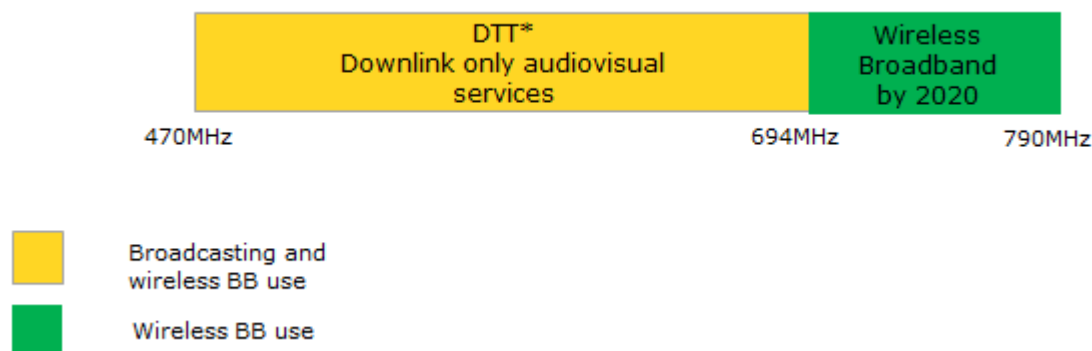 DTT*
Downlink only audiovisual
services
Wireless
Broadband
by 2020
470MHz
694MHz
790MHz
Broadcasting and
wireless BB use
Wireless BB use